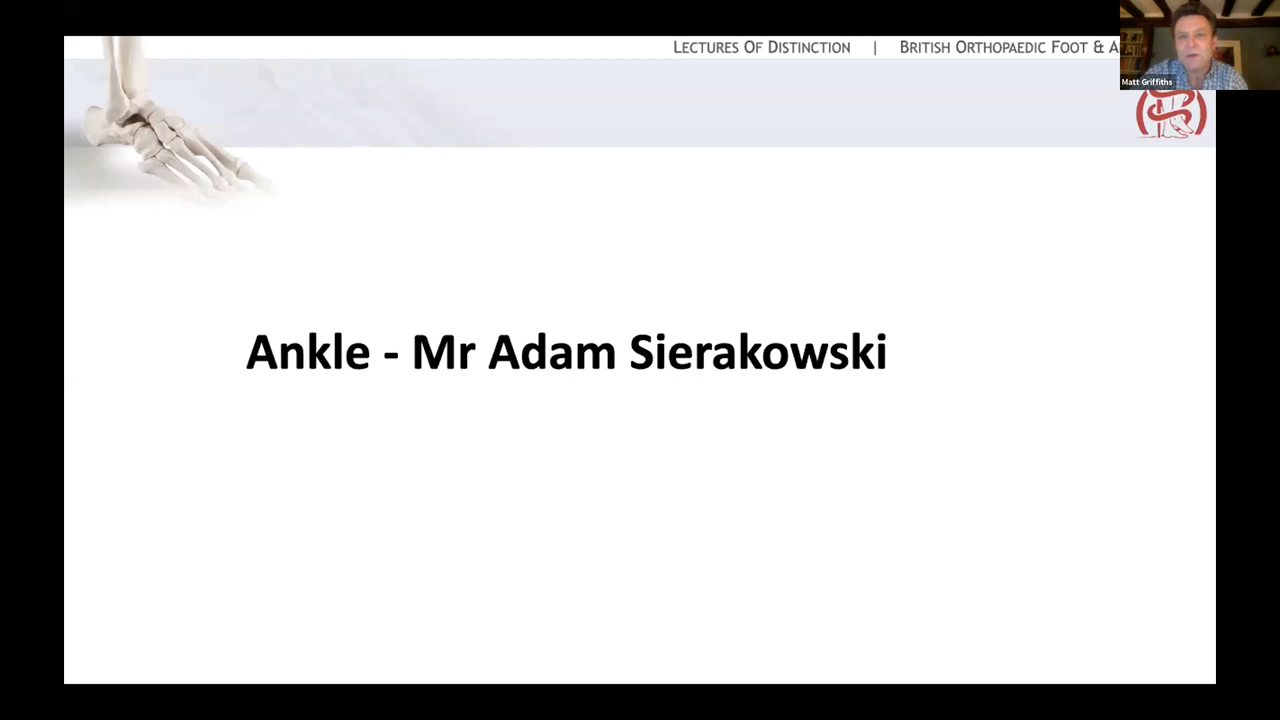 LECTURES OF DISTINCTION | BRITISH ORTHOPAEDIC FOOT &
Matt Griffiths
Ankle - Mr Adam Sierakowski